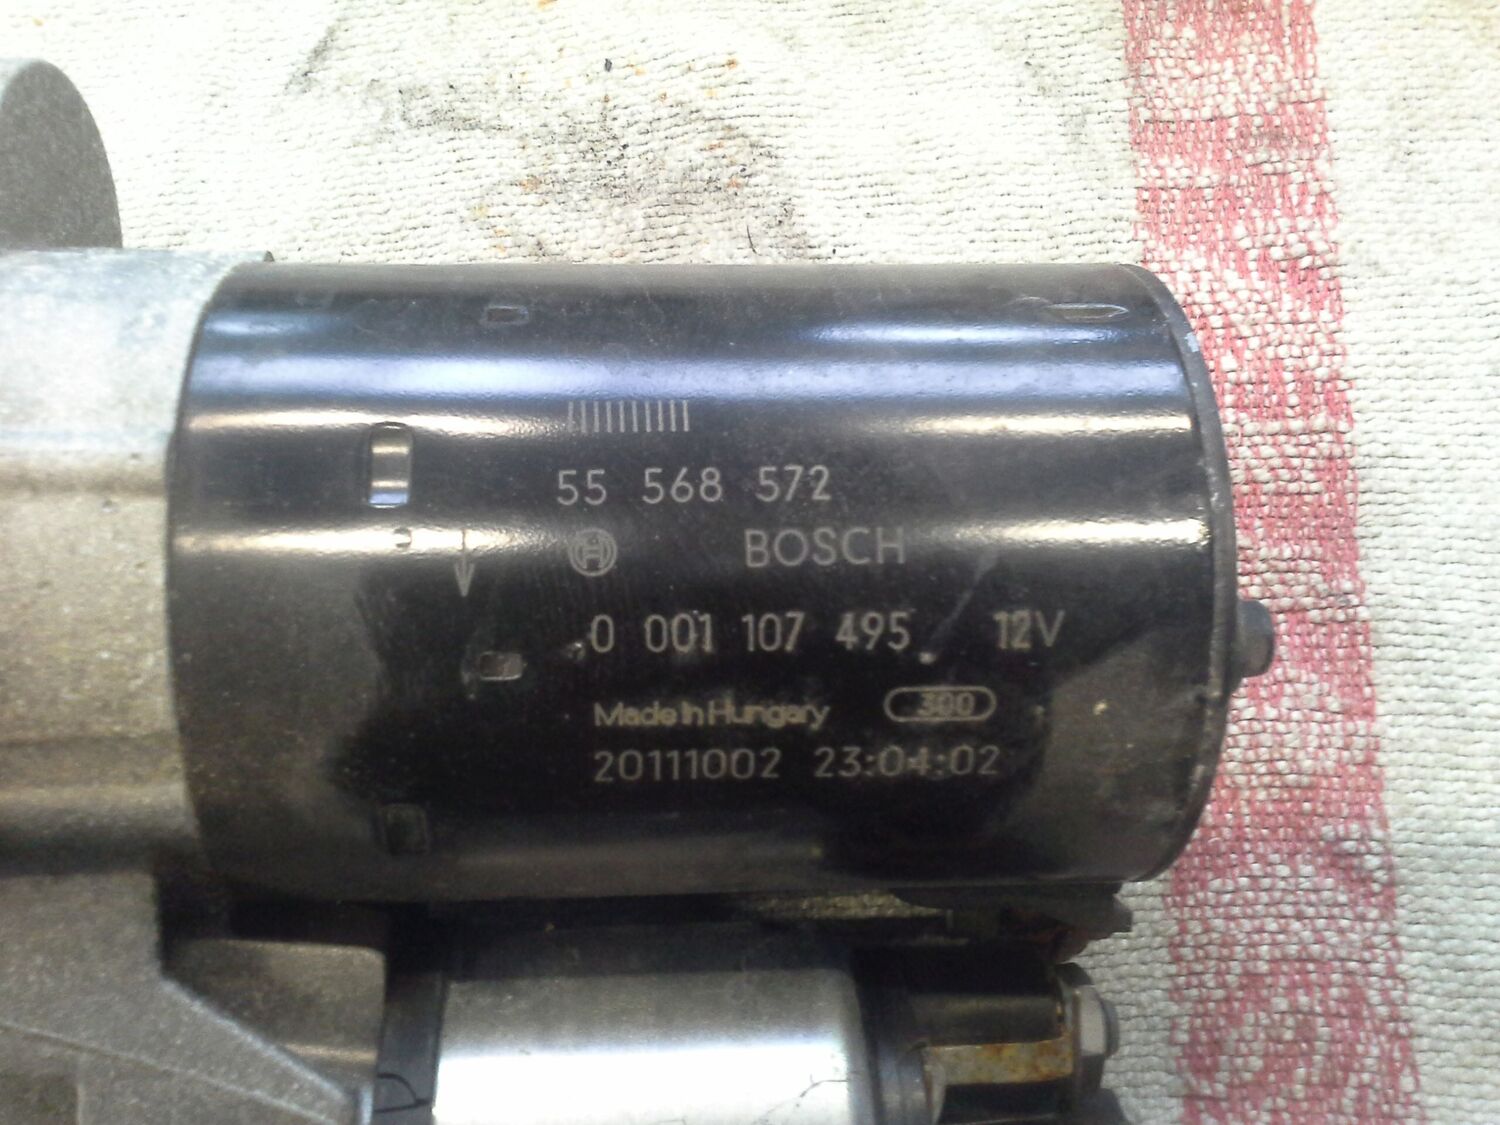 55 568 572
BOSCH
0 001 107 495 12V
Made in Hungary 300
20111002 23:04:02